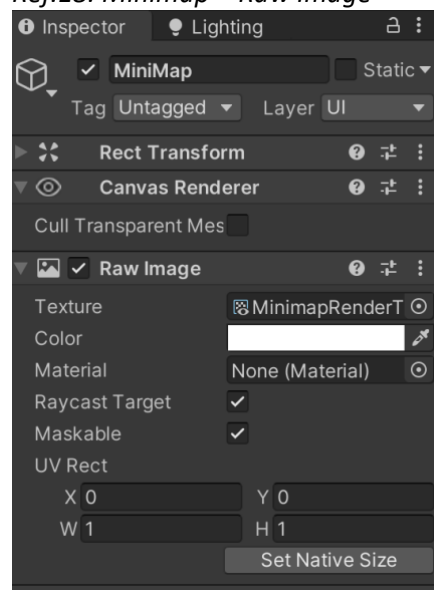 Ref.28: Minimap – Raw Image
Inspector Lighting
MiniMap Static
Tag Untagged Layer UI
Rect Transform
Canvas Renderer
Cull Transparent Mes
Raw Image
Texture MinimapRenderT
Color
Material None (Material)
Raycast Target
Maskable
UV Rect
X 0 Y 0
W 1 H 1
Set Native Size